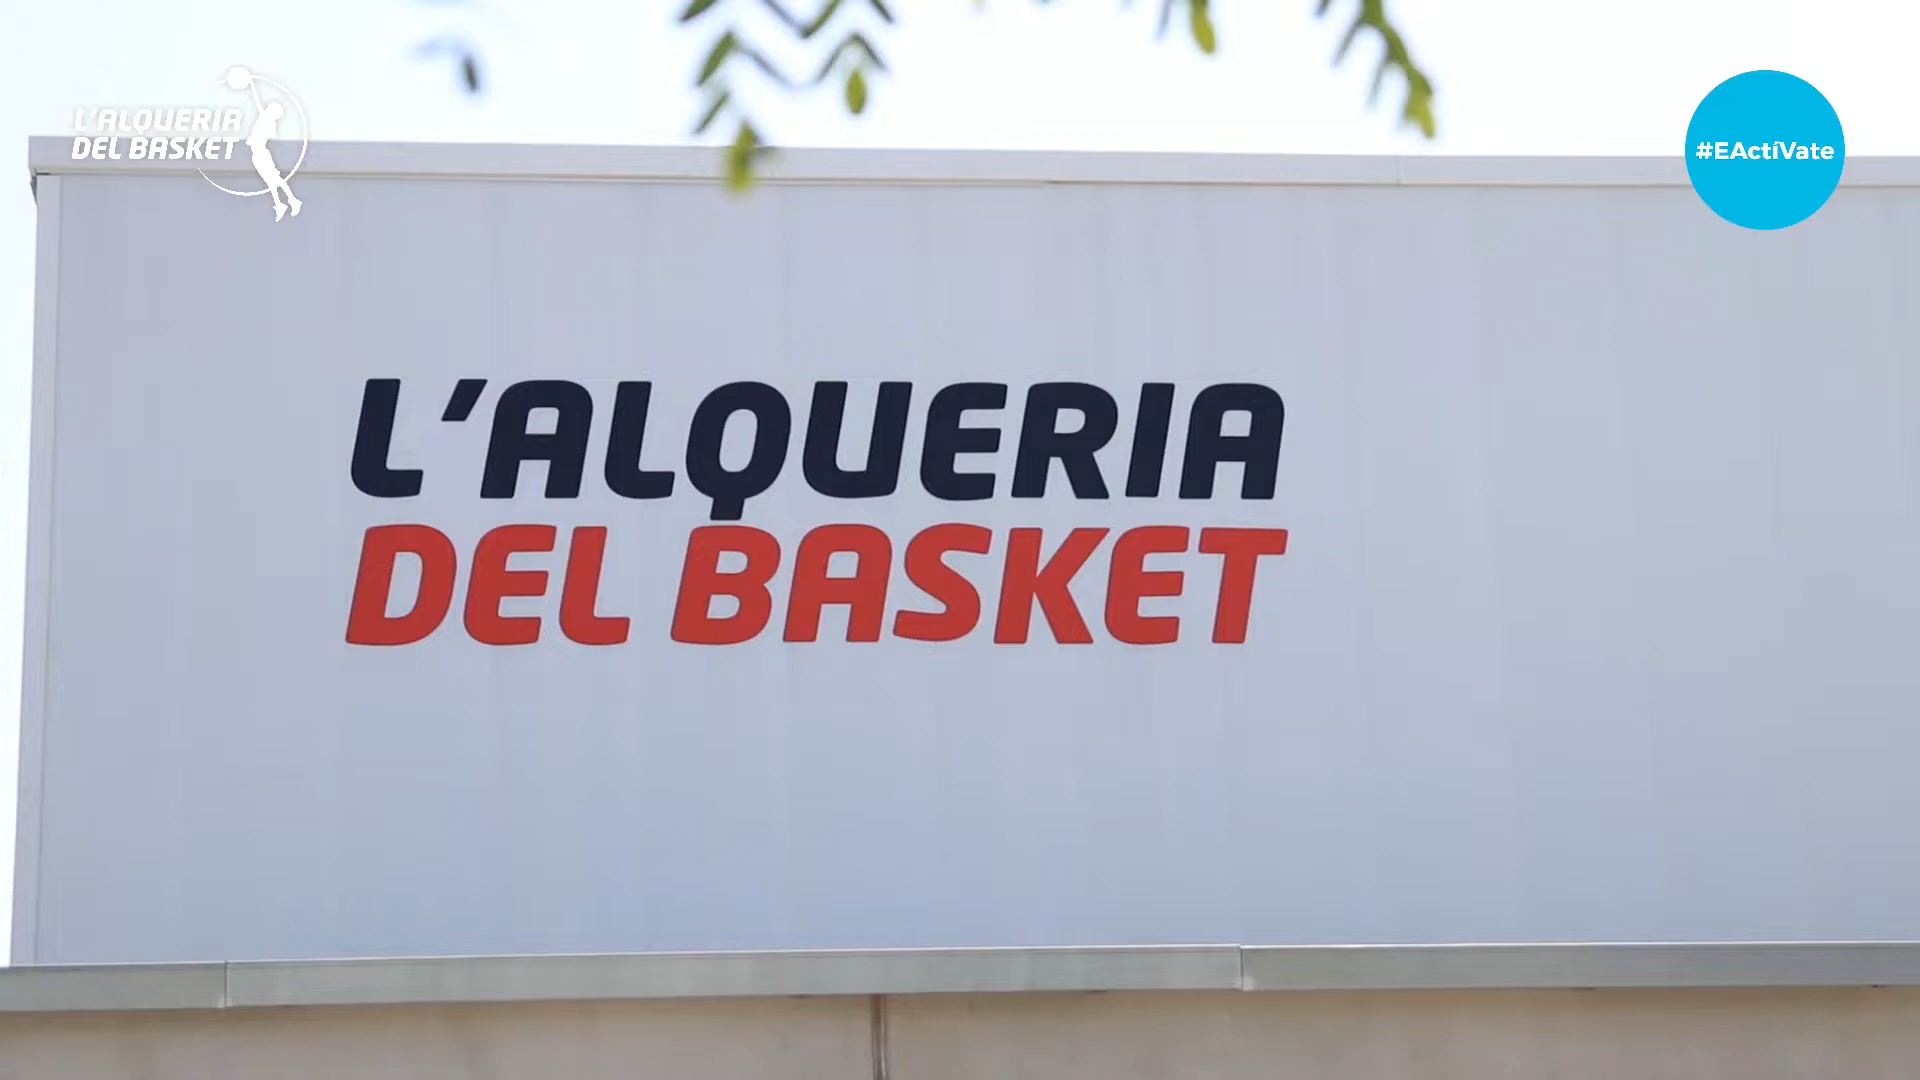 L'ALQUERIA
DEL BASKET
#EActíVate
L'ALQUERIA
DEL BASKET